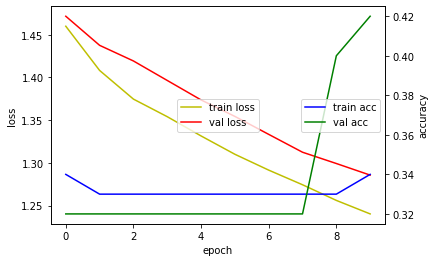 1.45
1.40
1.35
1.30
1.25
loss
0
2
4
6
8
epoch
0.42
0.40
0.38
0.36
0.34
0.32
accuracy
train loss
val loss
train acc
val acc